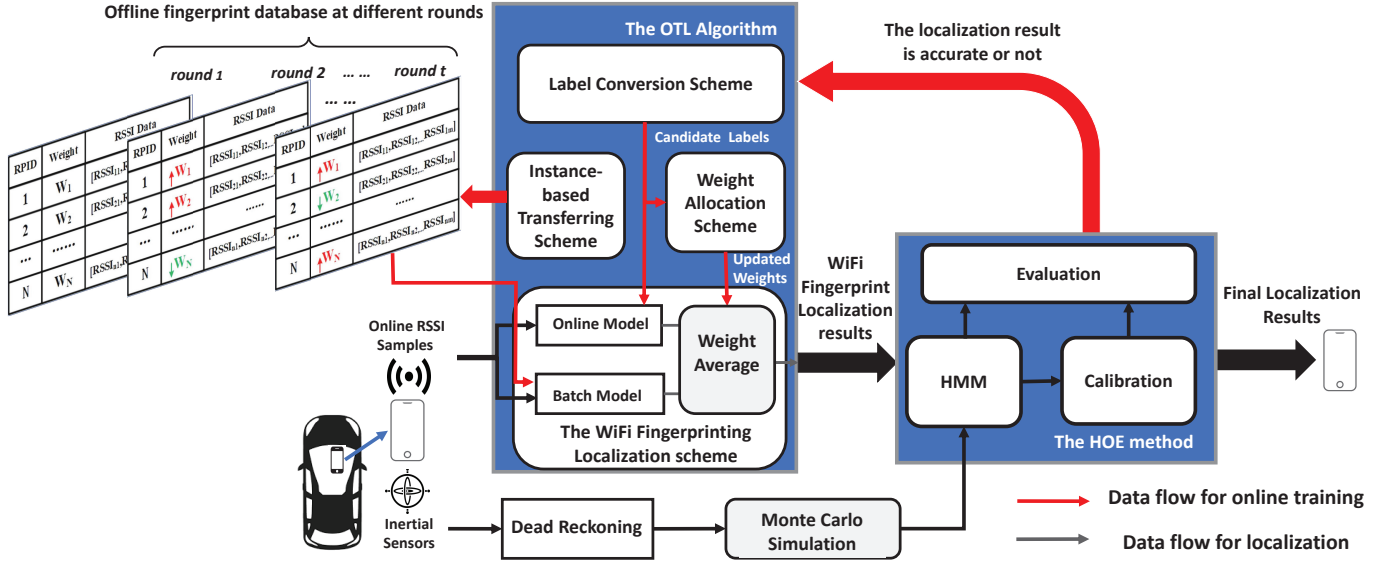 Offline fingerprint database at different rounds
round 1
round 2
... ...
round t
... ...
RPID
Weight
RSSI Data
1
W1
[RSSI11,R
2
W2
[RSSI21,R
......
...
N
WN
[RSSIn1,R
RPID
Weight
RSSI Data
1
W1
[RSSI11,RSSI12,..
2
W2
[RSSI21,RSSI22,..
......
...
......
N
WN
[RSSIn1,RSSIn2,..
RPID
Weight
RSSI Data
1
W1
[RSSI11,RSSI12,...RSSI1m]
2
W2
[RSSI21,RSSI22,...RSSI2m]
...
......
......
N
WN
[RSSIn1,RSSIn2,...RSSInm]
The OTL Algorithm
Label Conversion Scheme
Candidate Labels
Instance-
based
Transferring
Scheme
Weight
Allocation
Scheme
Updated
Weights
Online Model
Batch Model
Weight
Average
The WiFi Fingerprinting
Localization scheme
The localization result
is accurate or not
WiFi
Fingerprint
Localization
results
Evaluation
HMM
Calibration
The HOE method
Final Localization
Results
Online RSSI
Samples
Inertial
Sensors
Dead Reckoning
Monte Carlo
Simulation
Data flow for online training
Data flow for localization